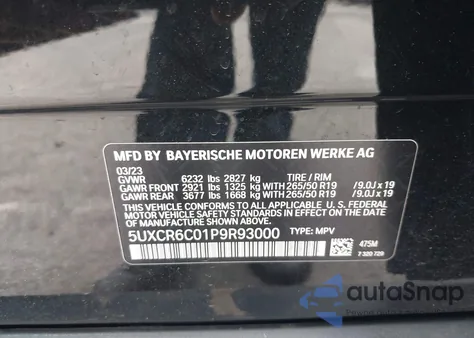 MFD BY BAYERISCHE MOTOREN WERKE AG
03/23
GVWR 6232 lbs 2827 kg TIRE / RIM
GAWR FRONT 2921 lbs 1325 kg WITH 265/50 R19 /9.0J x 19
GAWR REAR 3677 lbs 1668 kg WITH 265/50 R19 /9.0J x 19
THIS VEHICLE CONFORMS TO ALL APPLICABLE U.S. FEDERAL
MOTOR VEHICLE SAFETY STANDARDS IN EFFECT ON THE DATE
OF MANUFACTURE SHOWN ABOVE.
5UXCR6C01P9R93000 TYPE: MPV 475M
7 320 729
autoSnap